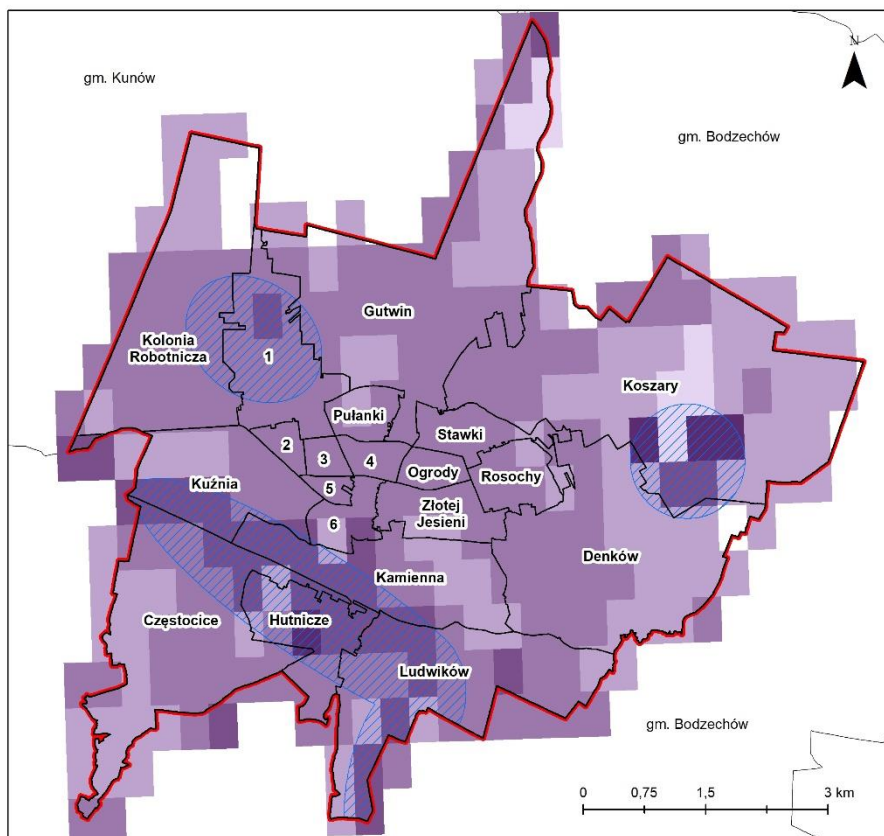 N
gm. Kunów
gm. Bodzechów
Gutwin
Kolonia
Robotnicza
1
Koszary
Pułanki
Stawki
2
3
4
Ogrody
Rosochy
Kuźnia
5
Złotej
Jesieni
6
Denków
Kamienna
Częstocice
Hutnicze
Ludwików
gm. Bodzechów
0 0,75 1,5 3 km